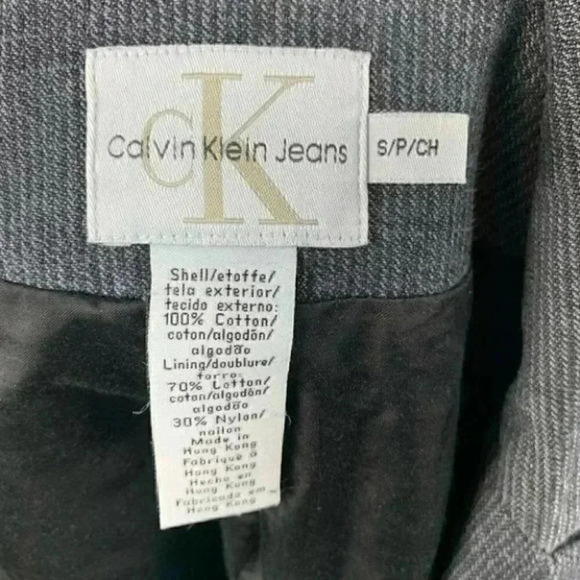 CK
Calvin Klein Jeans
S/P/CH
Shell/etoffe/
tela exterior/
tecido externo:
100% Cotton/
coton/algodón/
algodão
Lining/doublure/
forro:
70% Cotton/
coton/algodón/
algodão
30% Nylon/
nailon
Made in
Hong Kong
Fabriqué à
Hong Kong
Hecho en
Hong Kong
Fabricado em
Hong Kong